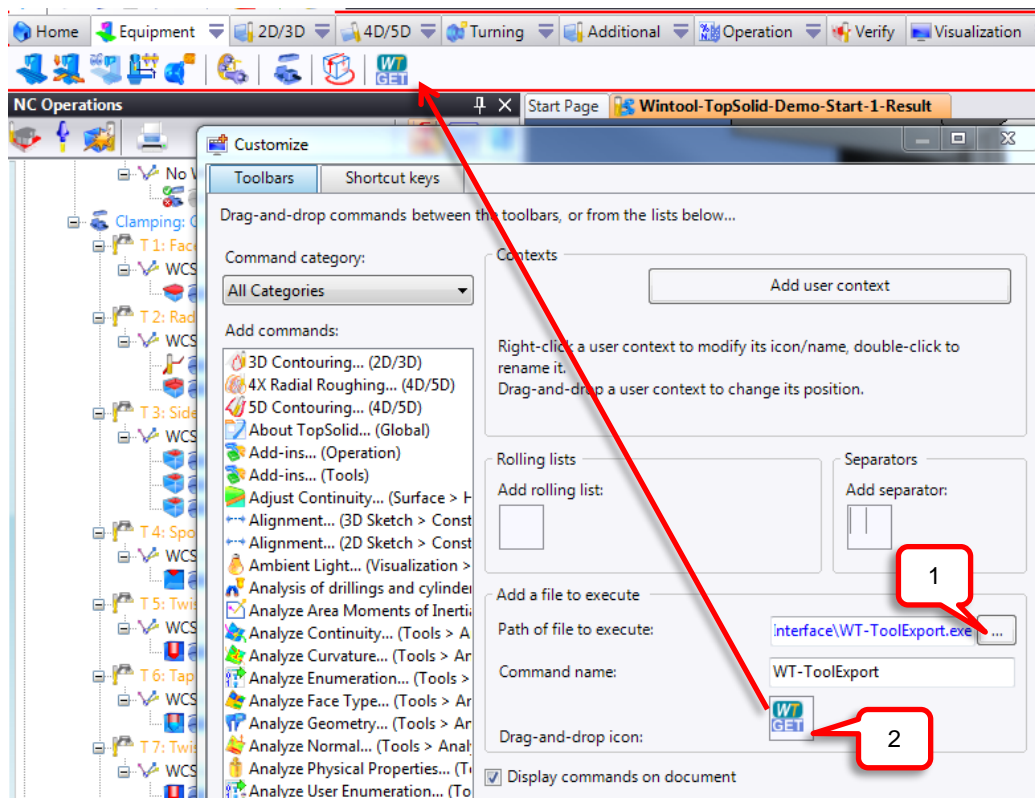 Home Equipment 2D/3D 4D/5D Turning Additional Operation Verify Visualization
WT
GET
NC Operations
Start Page Wintool-TopSolid-Demo-Start-1-Result
Customize
Toolbars Shortcut keys
Drag-and-drop commands between the toolbars, or from the lists below...
Command category:
All Categories
Add commands:
3D Contouring... (2D/3D)
4X Radial Roughing... (4D/5D)
5D Contouring... (4D/5D)
About TopSolid... (Global)
Add-ins... (Operation)
Add-ins... (Tools)
Adjust Continuity... (Surface > H
Alignment... (3D Sketch > Const
Alignment... (2D Sketch > Const
Ambient Light... (Visualization >
Analysis of drillings and cylinder
Analyze Area Moments of Inertia
Analyze Continuity... (Tools > A
Analyze Curvature... (Tools > Ar
Analyze Enumeration... (Tools >
Analyze Face Type... (Tools > Ar
Analyze Geometry... (Tools > Ar
Analyze Normal... (Tools > Anal
Analyze Physical Properties... (T
Analyze User Enumeration... (To
Contexts
Add user context
Right-click a user context to modify its icon/name, double-click to
rename it.
Drag-and-drop a user context to change its position.
Rolling lists
Add rolling list:
Separators
Add separator:
Add a file to execute
Path of file to execute: nterface\WT-ToolExport.exe ...
Command name: WT-ToolExport
Drag-and-drop icon:
WT
GET
Display commands on document
1
2
No
Clamping:
T 1: Face
WCS
T 2: Rad
WCS
T 3: Side
WCS
T 4: Spo
WCS
T 5: Twis
WCS
T 6: Tap
WCS
T 7: Twis
WCS